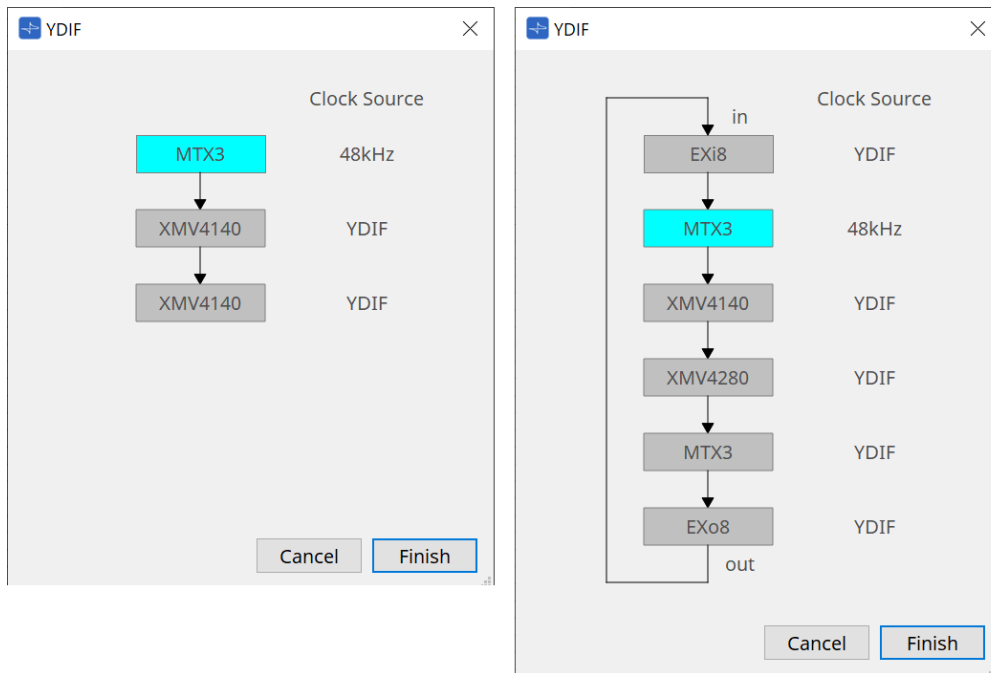 YDIF
Clock Source
MTX3 48kHz
XMV4140 YDIF
XMV4140 YDIF
Cancel Finish
YDIF
Clock Source
in
EXi8 YDIF
MTX3 48kHz
XMV4140 YDIF
XMV4280 YDIF
MTX3 YDIF
EXo8 YDIF
out
Cancel Finish